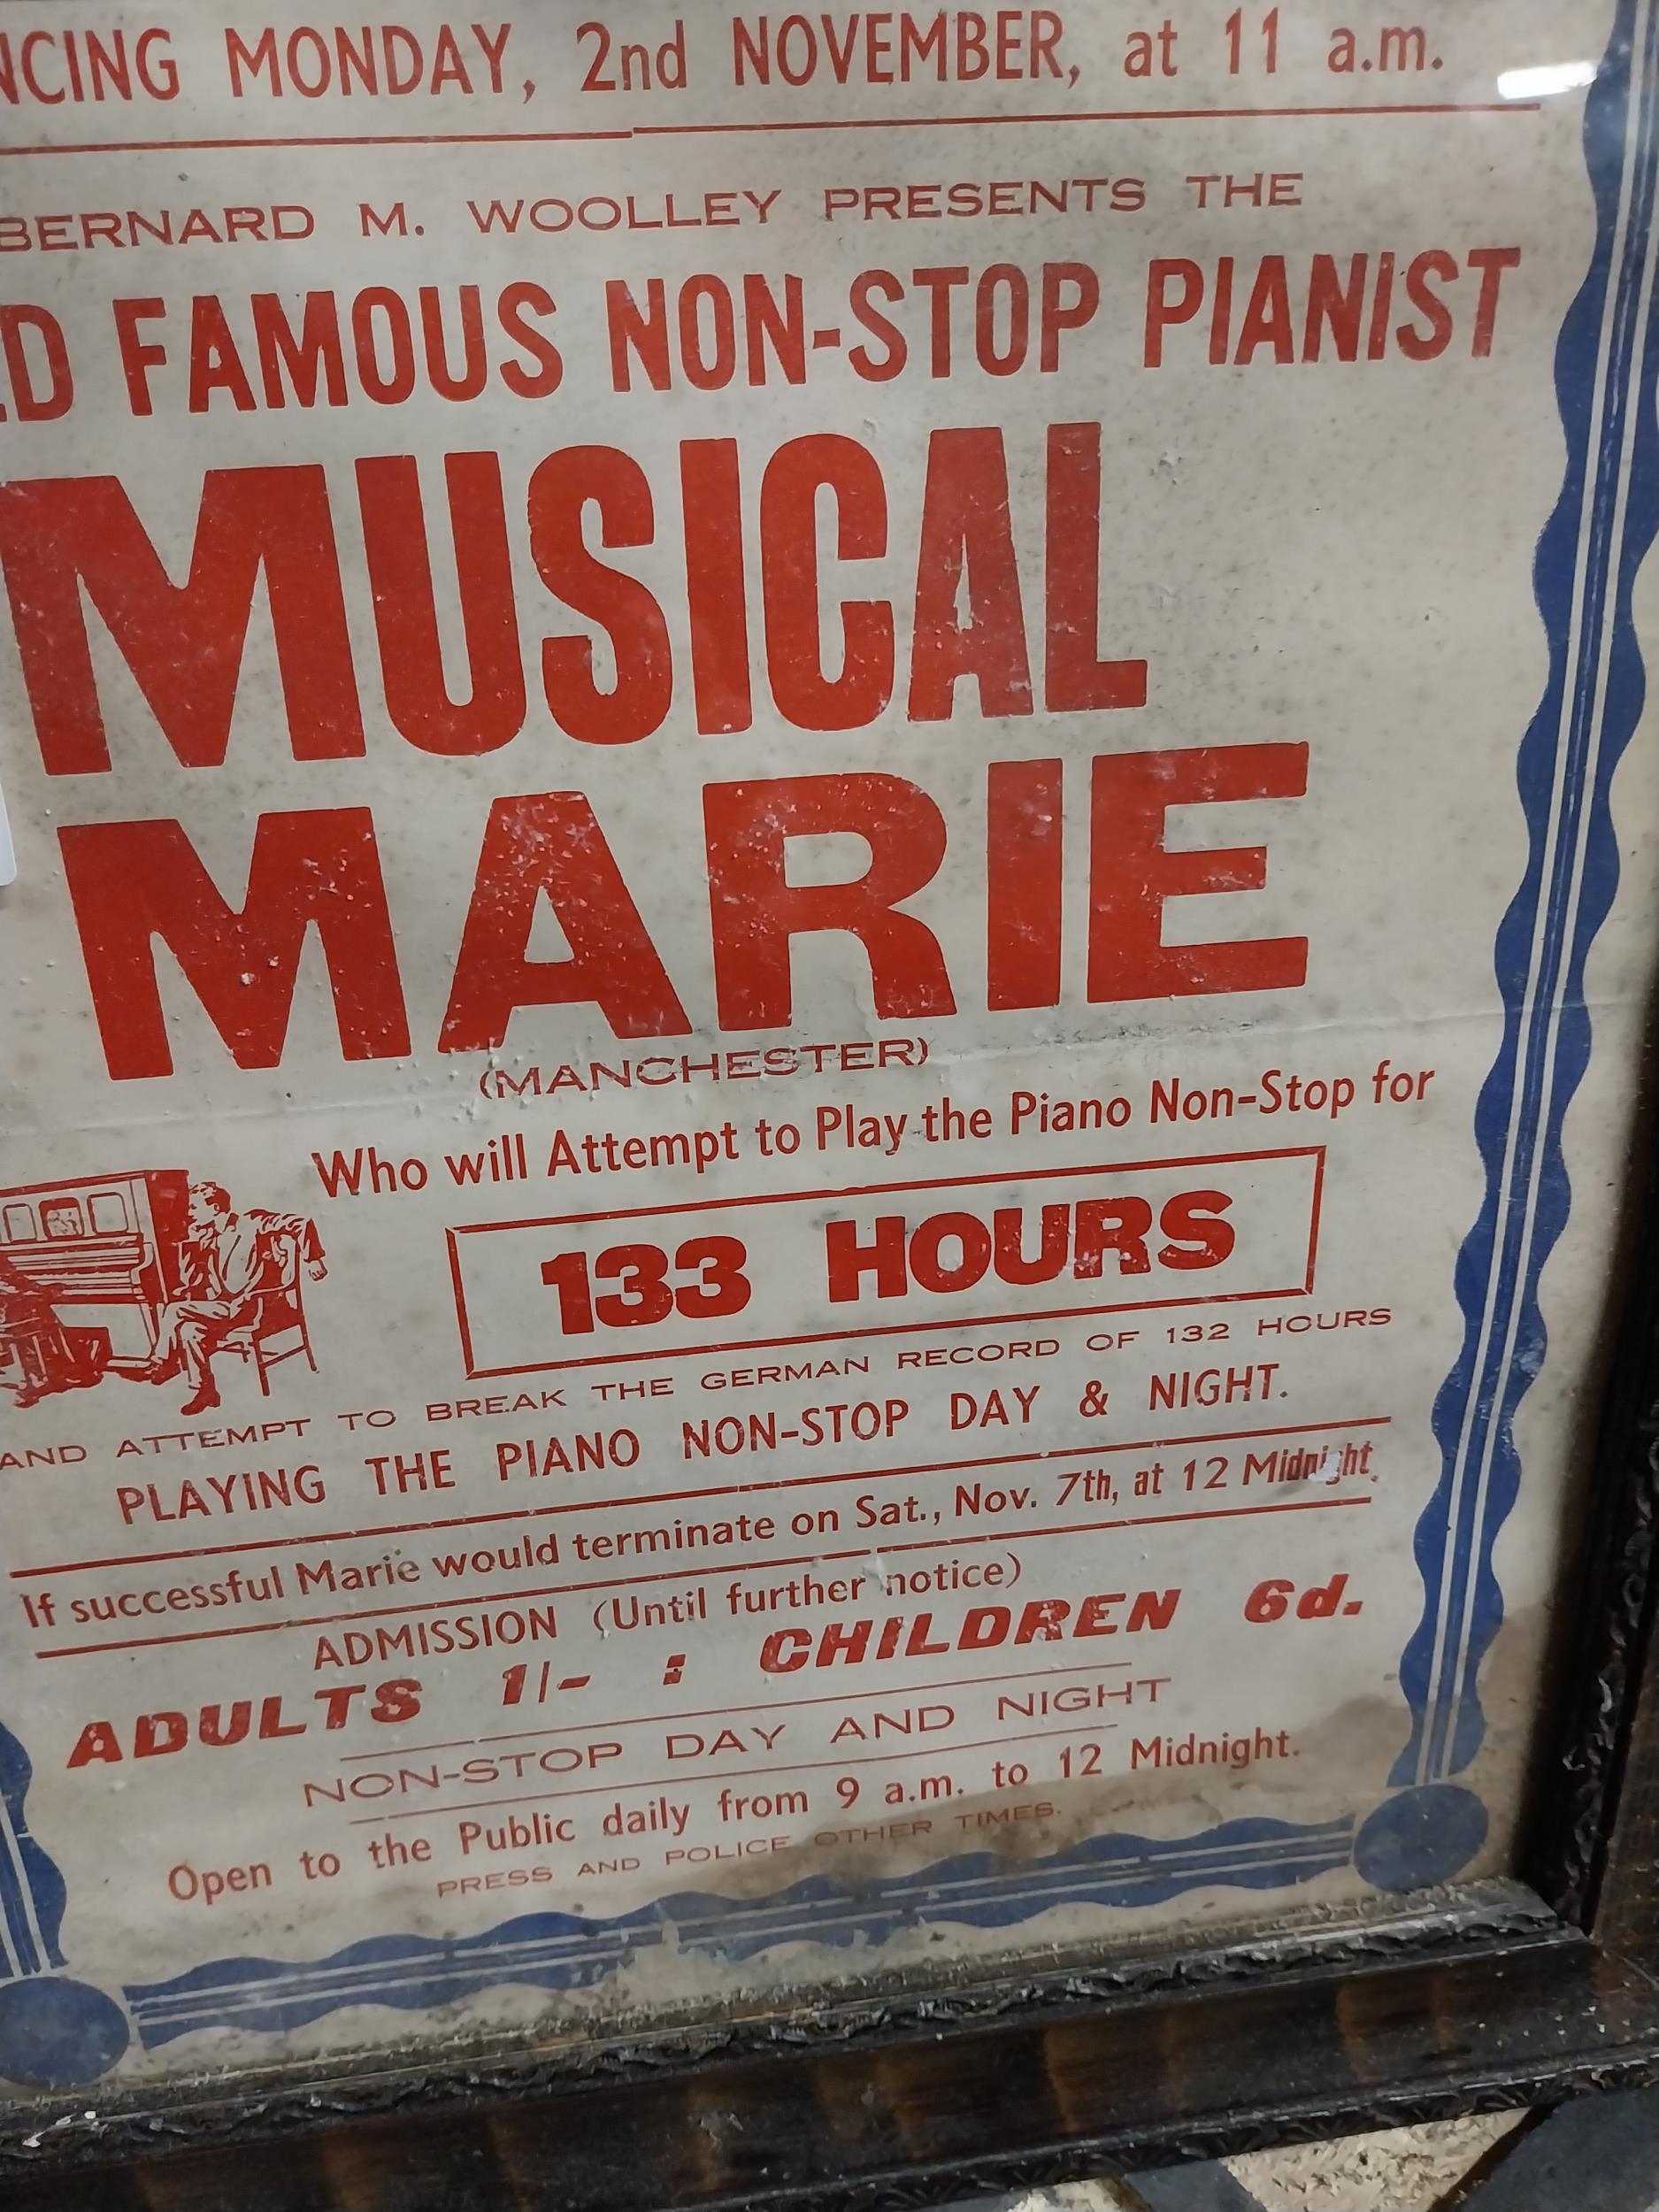 NCING MONDAY, 2nd NOVEMBER, at 11 a.m.
BERNARD M. WOOLLEY PRESENTS THE
D FAMOUS NON-STOP PIANIST
MUSICAL
MARIE
(MANCHESTER)
Who will Attempt to Play the Piano Non-Stop for
133 HOURS
AND ATTEMPT TO BREAK THE GERMAN RECORD OF 132 HOURS
PLAYING THE PIANO NON-STOP DAY & NIGHT.
If successful Marie would terminate on Sat., Nov. 7th, at 12 Midnight.
ADMISSION (Until further notice)
ADULTS 1/- : CHILDREN 6d.
NON-STOP DAY AND NIGHT
Open to the Public daily from 9 a.m. to 12 Midnight.
PRESS AND POLICE OTHER TIMES.